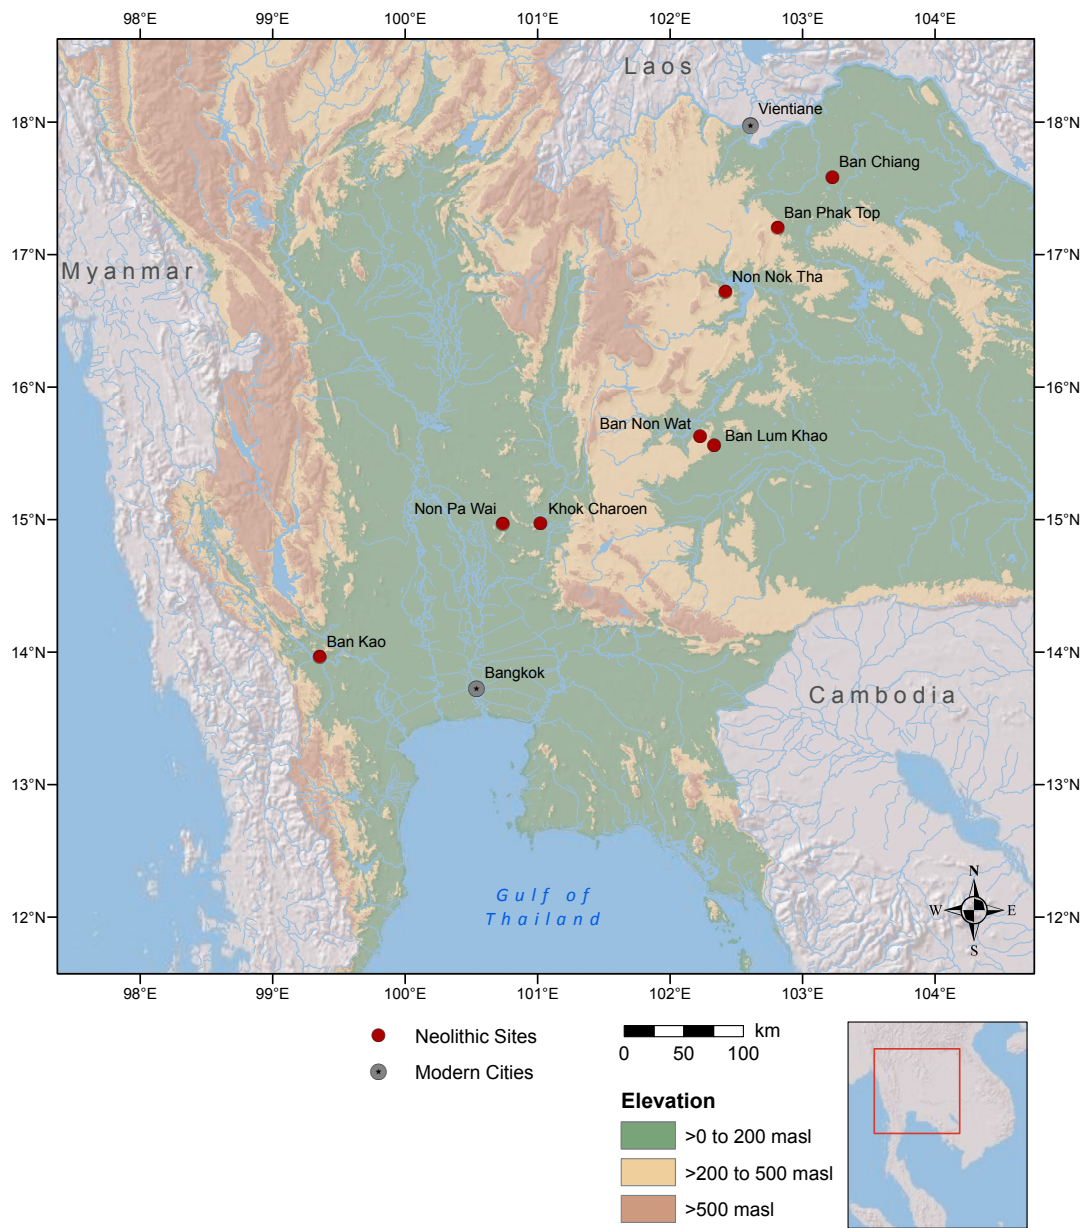 98°E 99°E 100°E 101°E 102°E 103°E 104°E
Laos
Vientiane
18°N 18°N
Ban Chiang
Ban Phak Top
17°N 17°N
Myanmar
Non Nok Tha
16°N 16°N
Ban Non Wat
Ban Lum Khao
Non Pa Wai
Khok Charoen
15°N 15°N
Ban Kao
14°N 14°N
Bangkok
Cambodia
13°N 13°N
Gulf of
Thailand
N
W E
S
12°N 12°N
98°E 99°E 100°E 101°E 102°E 103°E 104°E
Neolithic Sites
Modern Cities
km
0 50 100
Elevation
>0 to 200 masl
>200 to 500 masl
>500 masl